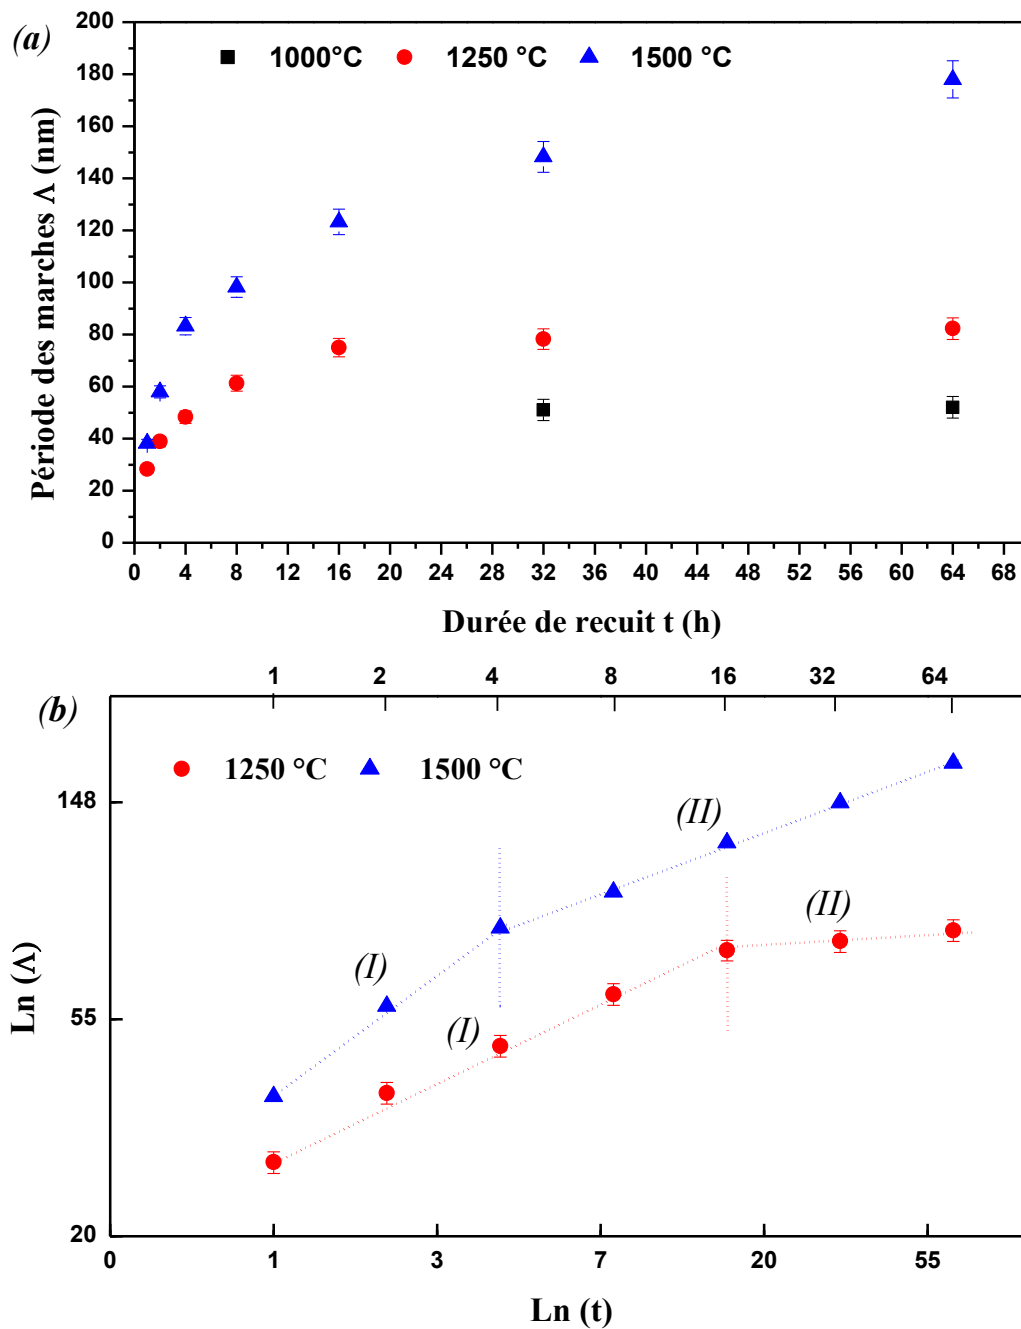 (a)
1000°C 1250 °C 1500 °C
200
180
160
140
120
100
80
60
40
20
0
Période des marches Λ (nm)
0 4 8 12 16 20 24 28 32 36 40 44 48 52 56 60 64 68
Durée de recuit t (h)
1 2 4 8 16 32 64
(b)
1250 °C 1500 °C
148
55
20
Ln (Λ)
(I)
(II)
(I)
(II)
0 1 3 7 20 55
Ln (t)